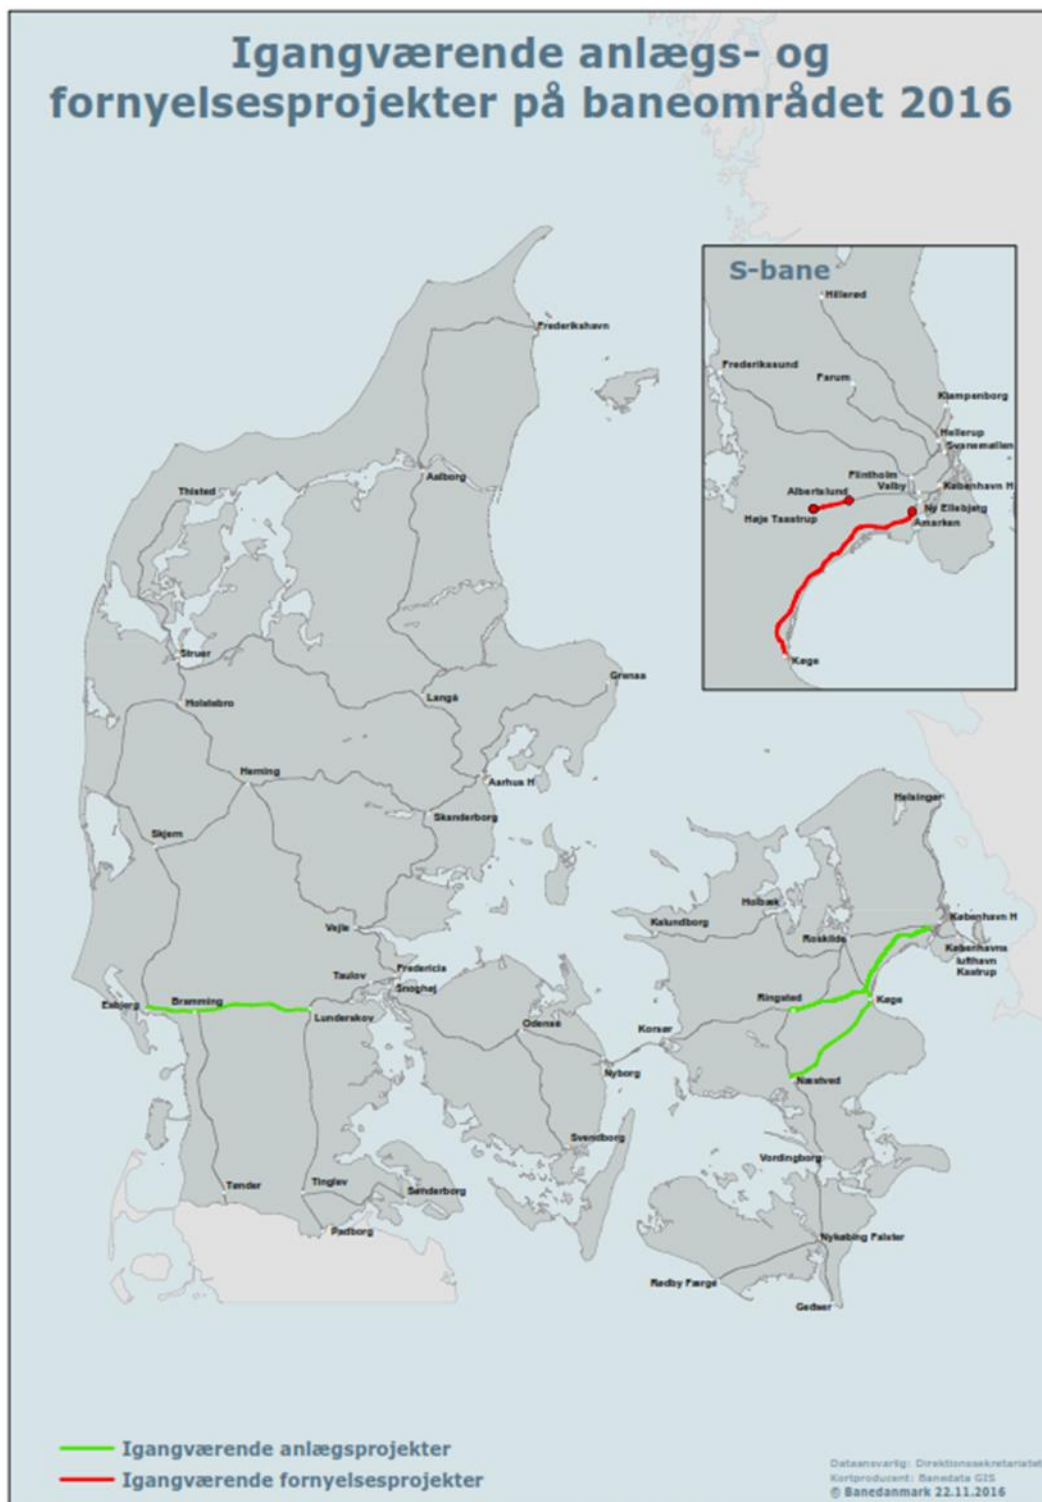 Igangværende anlægs- og
fornyelsesprojekter på baneområdet 2016
S-bane
Hillerød
Frederikssund
Farum
Klampenborg
Hellerup
Svanemøllen
Flintholm
Valby
København H
Albertslund
Ny Ellebjerg
Høje Taastrup
Åmarken
Køge
Frederikshavn
Aalborg
Thisted
Struer
Holstebro
Langå
Grenaa
Herning
Aarhus H
Skanderborg
Skjern
Helsingør
Holbæk
Kalundborg
København H
Roskilde
Københavns
lufthavn
Kastrup
Vejle
Fredericia
Taulov
Snoghøj
Esbjerg
Bramming
Lunderskov
Ringsted
Køge
Odense
Korsør
Nyborg
Næstved
Svendborg
Vordingborg
Tønder
Tinglev
Sønderborg
Padborg
Nykøbing Falster
Rødby Færge
Gedser
Igangværende anlægsprojekter
Igangværende fornyelsesprojekter
Dataansvarlig: Direktionssekretariatet
Kortproducent: Banedata GIS
© Banedanmark 22.11.2016